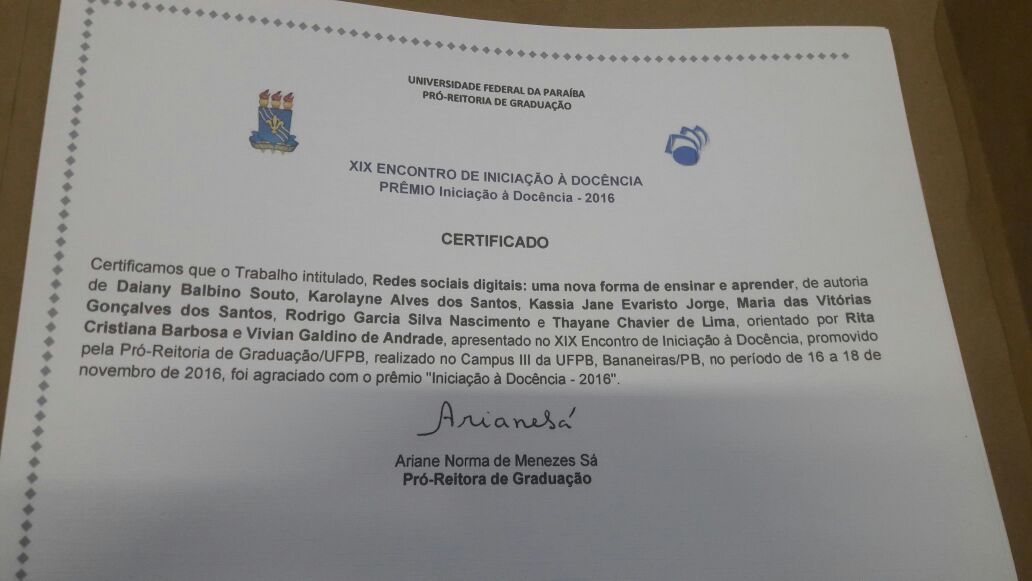 UNIVERSIDADE FEDERAL DA PARAÍBA
PRÓ-REITORIA DE GRADUAÇÃO
XIX ENCONTRO DE INICIAÇÃO À DOCÊNCIA
PRÊMIO Iniciação à Docência - 2016
CERTIFICADO
Certificamos que o Trabalho intitulado, Redes sociais digitais: uma nova forma de ensinar e aprender, de autoria
de Daiany Balbino Souto, Karolayne Alves dos Santos, Kassia Jane Evaristo Jorge, Maria das Vitórias
Gonçalves dos Santos, Rodrigo Garcia Silva Nascimento e Thayane Chavier de Lima, orientado por Rita
Cristiana Barbosa e Vivian Galdino de Andrade, apresentado no XIX Encontro de Iniciação à Docência, promovido
pela Pró-Reitoria de Graduação/UFPB, realizado no Campus III da UFPB, Bananeiras/PB, no período de 16 a 18 de
novembro de 2016, foi agraciado com o prêmio "Iniciação à Docência - 2016".
Arianesá
Ariane Norma de Menezes Sá
Pró-Reitora de Graduação